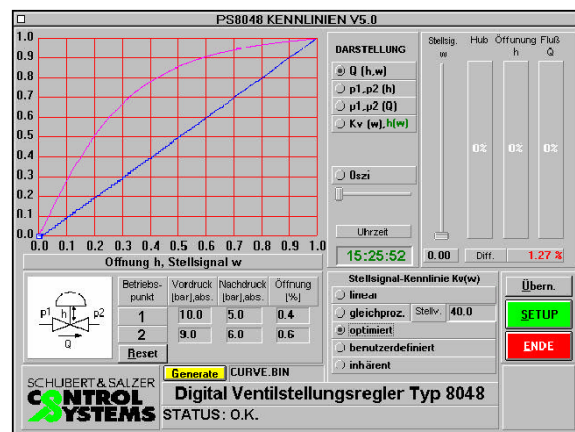 PS8048 KENNLINIEN V5.0
1.0
0.9
0.8
0.7
0.6
0.5
0.4
0.3
0.2
0.1
0.0
0.0 0.1 0.2 0.3 0.4 0.5 0.6 0.7 0.8 0.9 1.0
Öffnung h, Stellsignal w
DARSTELLUNG
Q (h,w)
p1,p2 (h)
p1,p2 (Q)
Kv (w),h(w)
Oszi
Uhrzeit
15:25:52
Stellsig. Hub Öffunung Fluß
w h Q̇
0% 0% 0%
0.00 Diff. 1.27 %
p1 h p2
Q̇
Betriebs-punkt Vordruck [bar],abs. Nachdruck [bar],abs. Öffnung [%]
1 10.0 5.0 0.4
2 9.0 6.0 0.6
Reset
Stellsignal-Kennlinie Kv(w)
linear
gleichproz. Stellv. 40.0
optimiert
benutzerdefiniert
inhärent
Übern.
SETUP
ENDE
Generate CURVE.BIN
SCHUBERT & SALZER
CONTROL
SYSTEMS
Digital Ventilstellungsregler Typ 8048
STATUS: O.K.